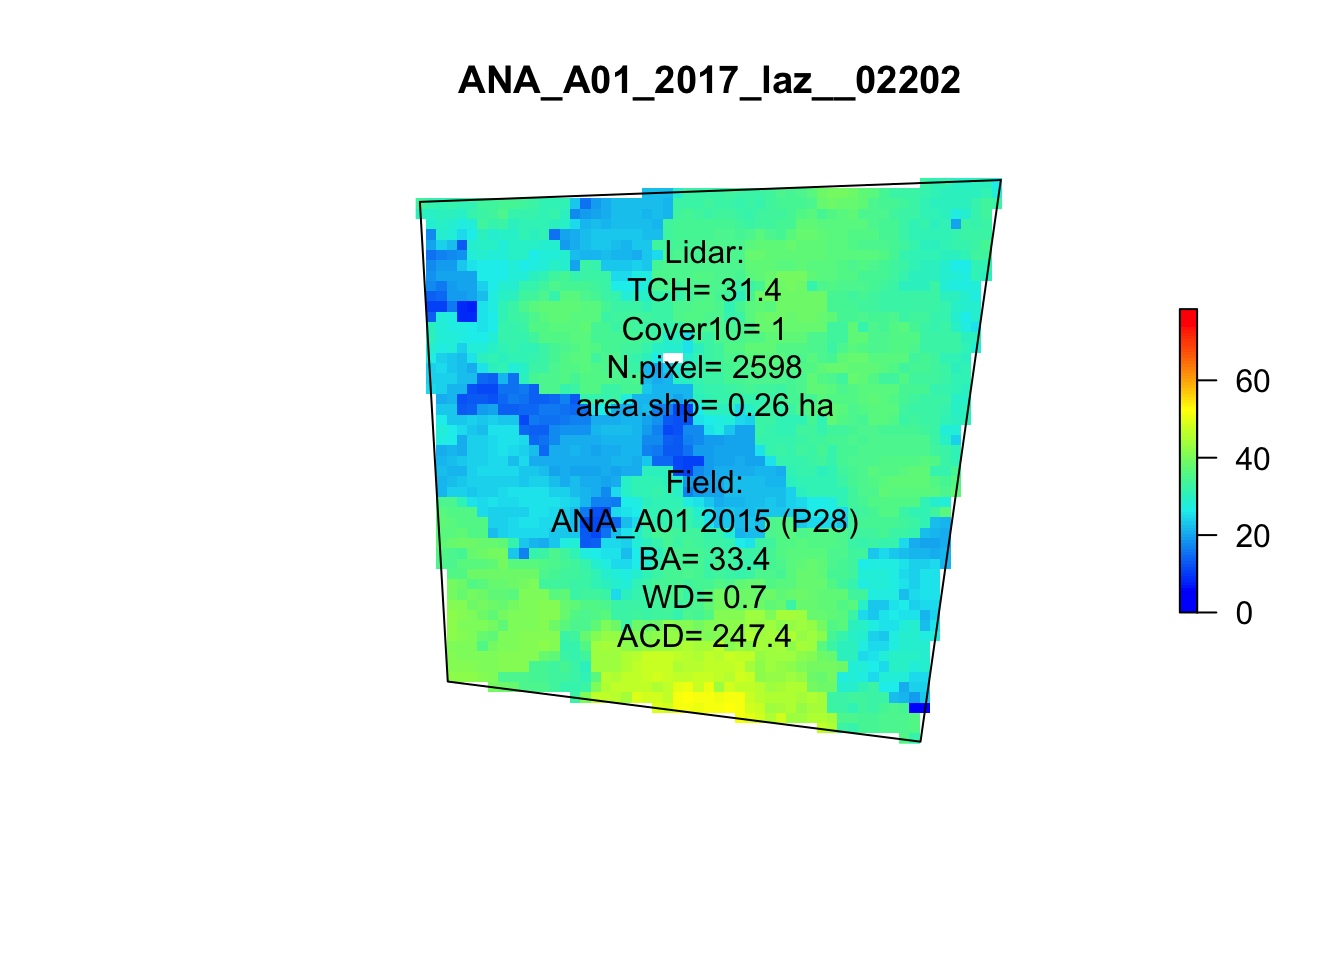 ANA_A01_2017_laz__02202
Lidar:
TCH= 31.4
Cover10= 1
N.pixel= 2598
area.shp= 0.26 ha
Field:
ANA_A01 2015 (P28)
BA= 33.4
WD= 0.7
ACD= 247.4
60
40
20
0